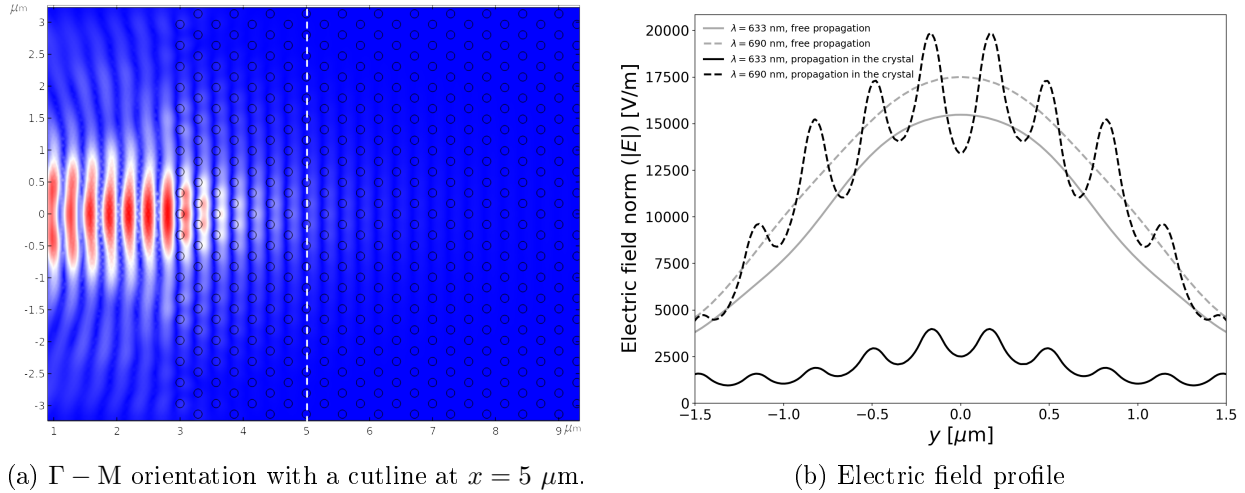 μm
3
2.5
2
1.5
1
0.5
0
-0.5
-1
-1.5
-2
-2.5
-3
1 2 3 4 5 6 7 8 9 μm
(a) Γ − M orientation with a cutline at x = 5 μm.
λ = 633 nm, free propagation
λ = 690 nm, free propagation
λ = 633 nm, propagation in the crystal
λ = 690 nm, propagation in the crystal
Electric field norm (|E|) [V/m]
20000
17500
15000
12500
10000
7500
5000
2500
0
−1.5 −1.0 −0.5 0.0 0.5 1.0 1.5
y [μm]
(b) Electric field profile